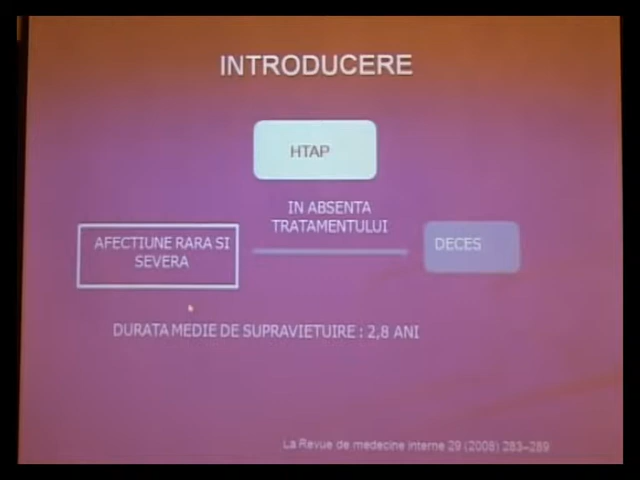 INTRODUCERE
HTAP
IN ABSENTA
TRATAMENTULUI
AFECTIUNE RARA SI
SEVERA
DECES
DURATA MEDIE DE SUPRAVIETUIRE : 2,8 ANI
La Revue de medecine interne 29 (2008) 283–289